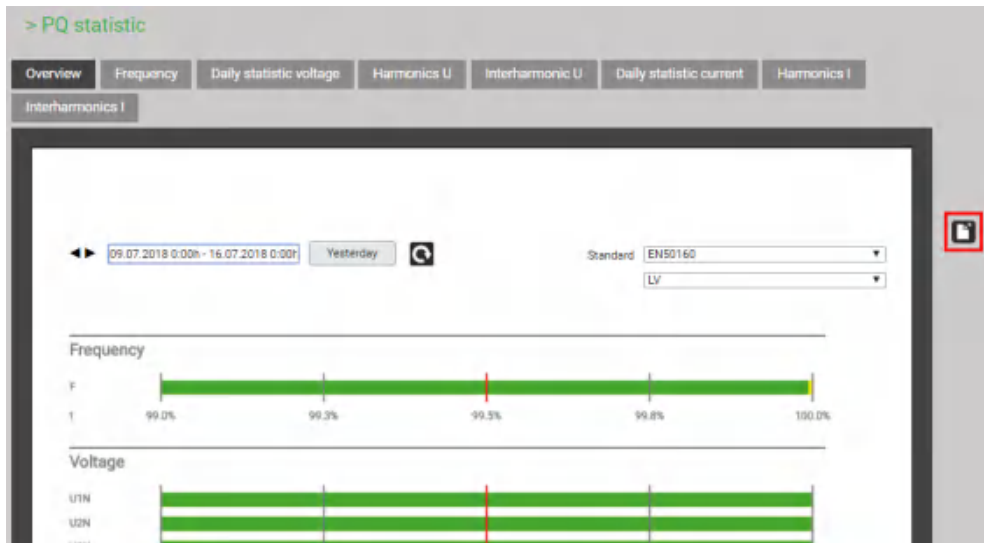 > PQ statistic
Overview Frequency Daily statistic voltage Harmonics U Interharmonic U Daily statistic current Harmonics I
Interharmonics I
09.07.2018 0:00h - 16.07.2018 0:00h Yesterday Standard EN50160
LV
Frequency
F
t 99.0% 99.3% 99.5% 99.8% 100.0%
Voltage
U1N
U2N